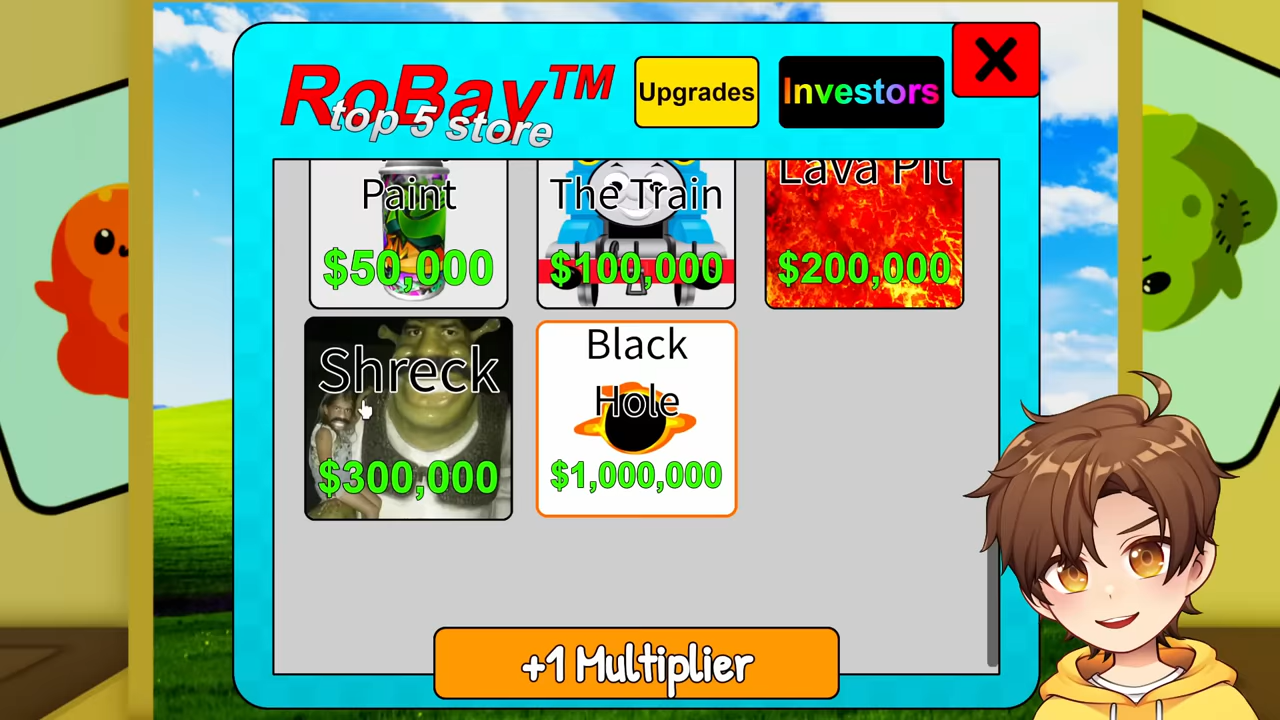 RoBay™
top 5 store
Upgrades
Investors
Paint
$50,000
The Train
$100,000
Lava Pit
$200,000
Shreck
$300,000
Black
Hole
$1,000,000
+1 Multiplier